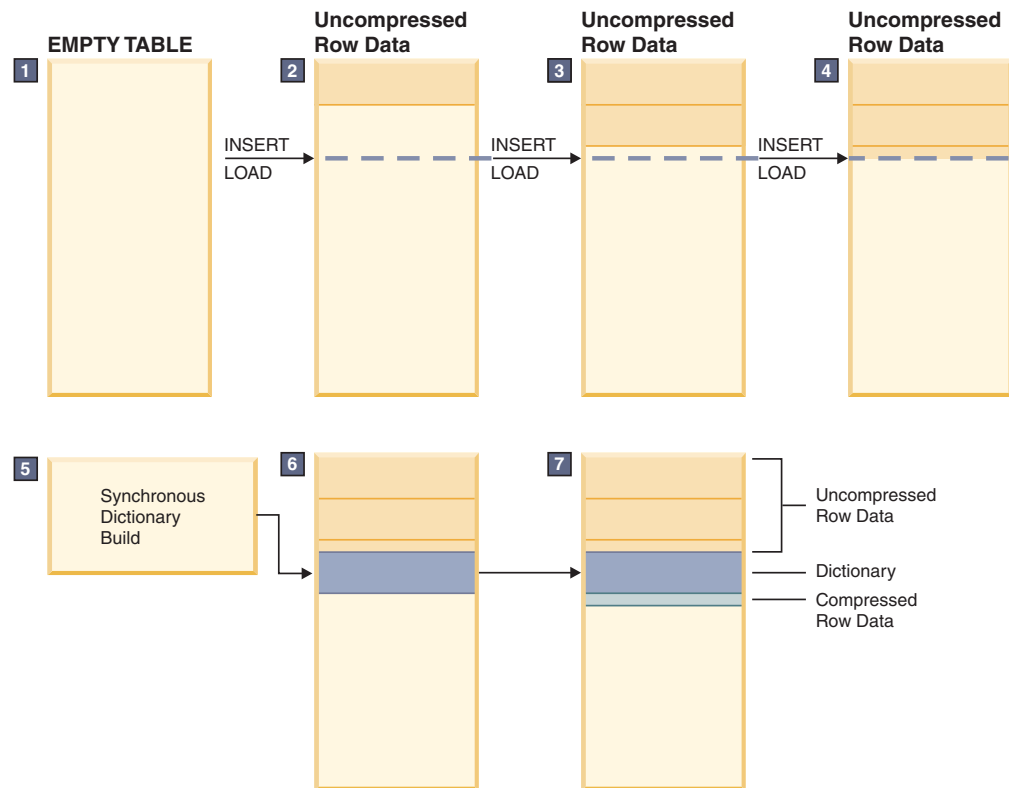 1
EMPTY TABLE
INSERT
LOAD
2
Uncompressed
Row Data
INSERT
LOAD
3
Uncompressed
Row Data
INSERT
LOAD
4
Uncompressed
Row Data
5
Synchronous
Dictionary
Build
6
7
Uncompressed
Row Data
Dictionary
Compressed
Row Data